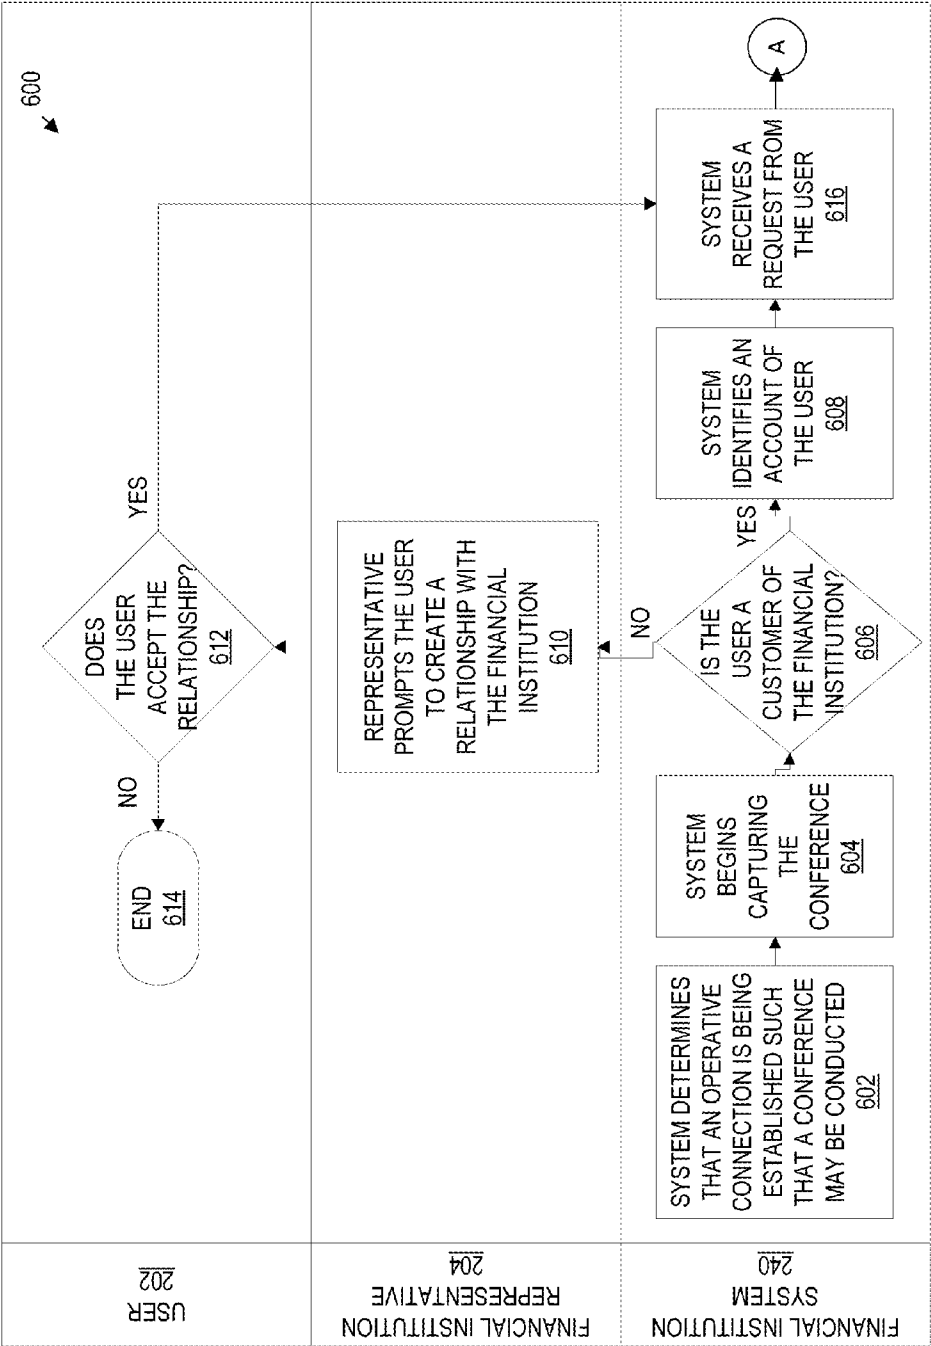 600
USER
202
DOES
THE USER
ACCEPT THE
RELATIONSHIP?
612
NO
YES
END
614
FINANCIAL INSTITUTION
REPRESENTATIVE
204
REPRESENTATIVE
PROMPTS THE USER
TO CREATE A
RELATIONSHIP WITH
THE FINANCIAL
INSTITUTION
610
FINANCIAL INSTITUTION
SYSTEM
240
SYSTEM DETERMINES
THAT AN OPERATIVE
CONNECTION IS BEING
ESTABLISHED SUCH
THAT A CONFERENCE
MAY BE CONDUCTED
602
SYSTEM
BEGINS
CAPTURING
THE
CONFERENCE
604
IS THE
USER A
CUSTOMER OF
THE FINANCIAL
INSTITUTION?
606
NO
YES
SYSTEM
IDENTIFIES AN
ACCOUNT OF
THE USER
608
SYSTEM
RECEIVES A
REQUEST FROM
THE USER
616
A